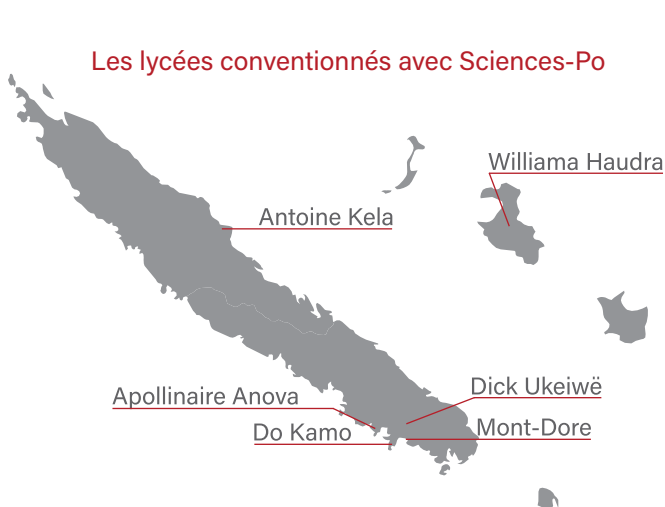 Les lycées conventionnés avec Sciences-Po
Williama Haudra
Antoine Kela
Dick Ukeiwë
Apollinaire Anova
Mont-Dore
Do Kamo